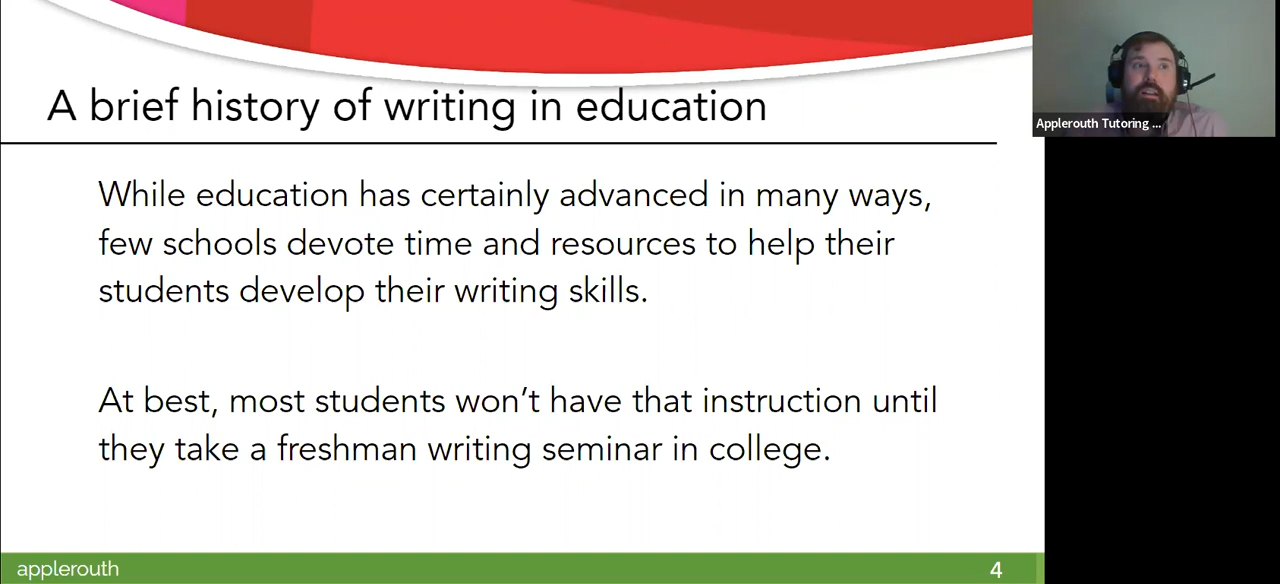 A brief history of writing in education
Applerouth Tutoring ...
While education has certainly advanced in many ways,
few schools devote time and resources to help their
students develop their writing skills.
At best, most students won't have that instruction until
they take a freshman writing seminar in college.
applerouth
4